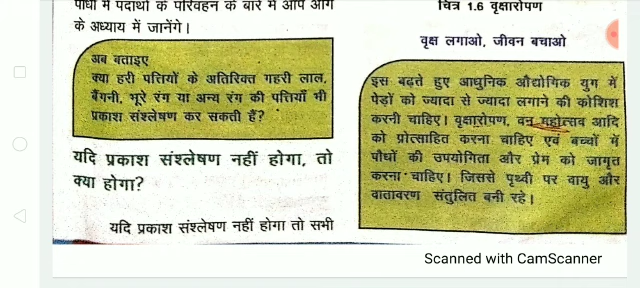 पौधों में पदार्थों के परिवहन के बारे में आप आगे
के अध्याय में जानेंगे।
अब बताइए
क्या हरी पत्तियों के अतिरिक्त गहरी लाल,
बैंगनी, भूरे रंग या अन्य रंग की पत्तियाँ भी
प्रकाश संश्लेषण कर सकती हैं?
यदि प्रकाश संश्लेषण नहीं होगा, तो
क्या होगा?
यदि प्रकाश संश्लेषण नहीं होगा तो सभी
चित्र 1.6 वृक्षारोपण
वृक्ष लगाओ, जीवन बचाओ
इस बढ़ते हुए आधुनिक औद्योगिक युग में
पेड़ों को ज्यादा से ज्यादा लगाने की कोशिश
करनी चाहिए। वृक्षारोपण, वन महोत्सव आदि
को प्रोत्साहित करना चाहिए एवं बच्चों में
पौधों की उपयोगिता और प्रेम को जागृत
करना चाहिए। जिससे पृथ्वी पर वायु और
वातावरण संतुलित बनी रहे।
Scanned with CamScanner